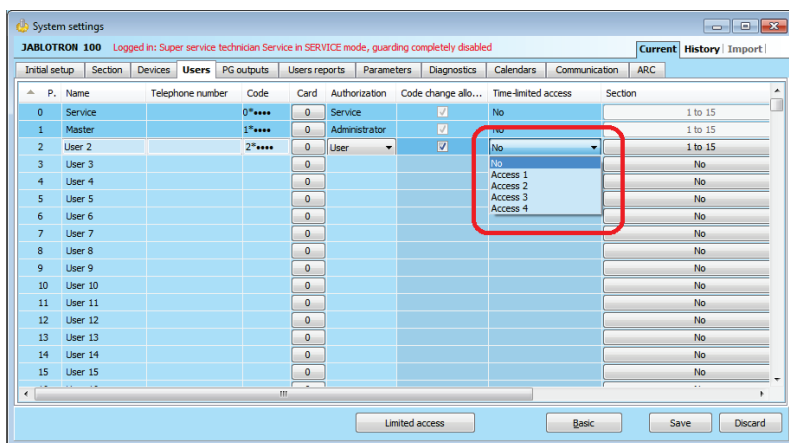 System settings
JABLOTRON 100 Logged in: Super service technician Service in SERVICE mode, guarding completely disabled Current History Import
Initial setup Section Devices Users PG outputs Users reports Parameters Diagnostics Calendars Communication ARC
P. Name Telephone number Code Card Authorization Code change allo... Time-limited access Section
0 Service 0*•••• 0 Service No 1 to 15
1 Master 1*•••• 0 Administrator No 1 to 15
2 User 2 2*•••• 0 User No 1 to 15
3 User 3 0 No No
4 User 4 0 Access 1 No
Access 2
5 User 5 0 Access 3 No
6 User 6 0 Access 4 No
7 User 7 0 No
8 User 8 0 No
9 User 9 0 No
10 User 10 0 No
11 User 11 0 No
12 User 12 0 No
13 User 13 0 No
14 User 14 0 No
15 User 15 0 No
Limited access Basic Save Discard